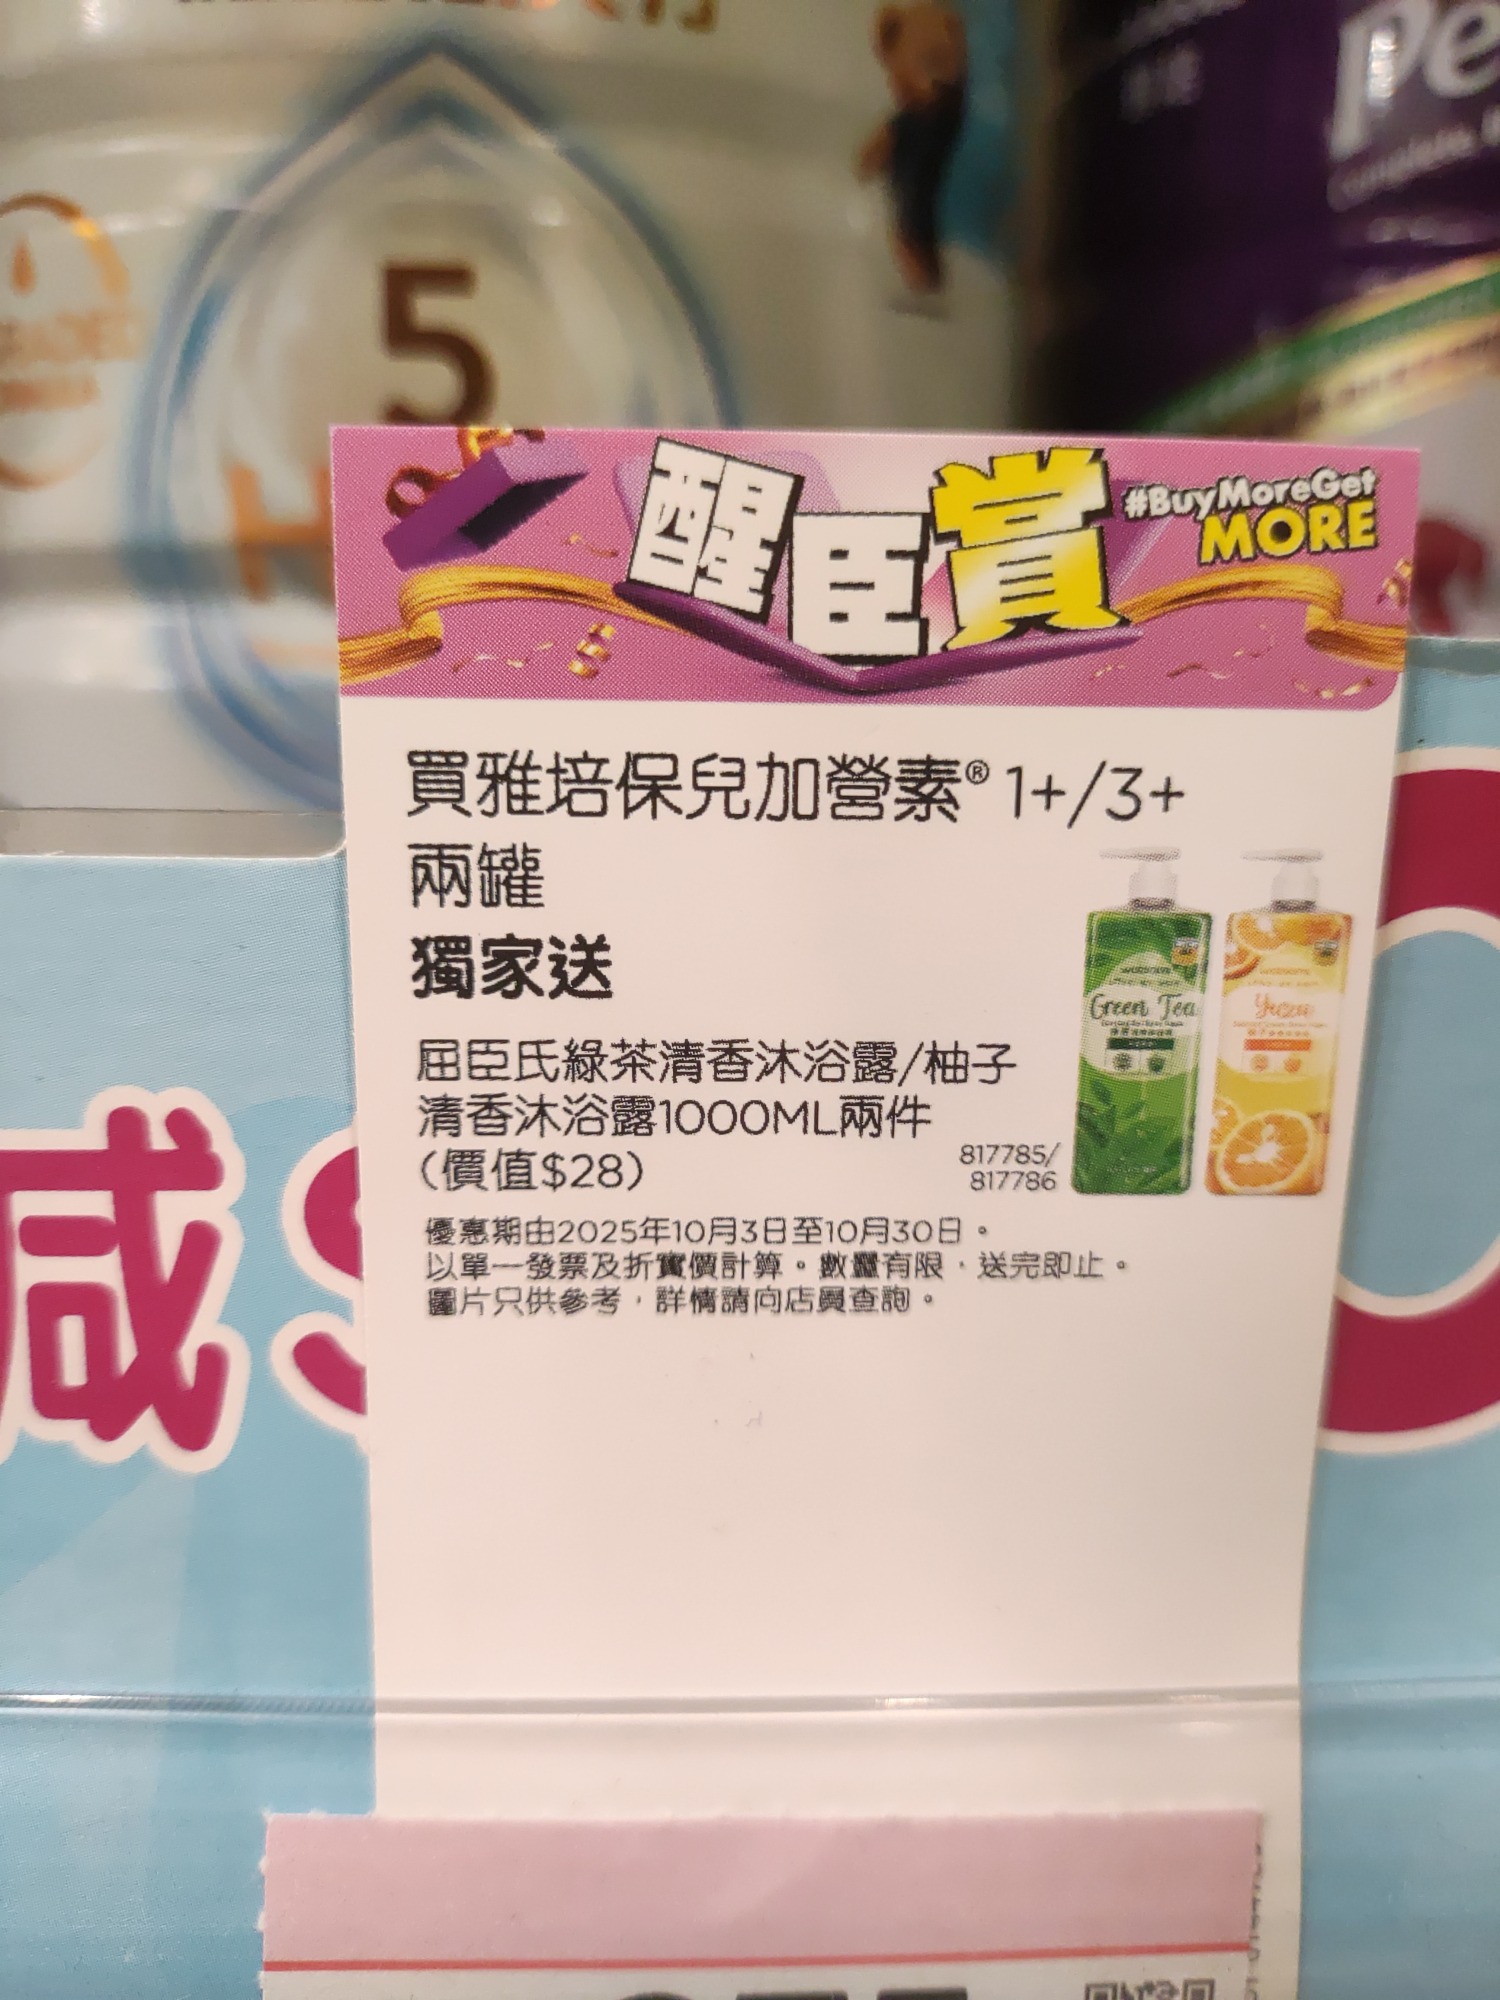 5
Pe
醒臣賞
#BuyMoreGet
MORE
買雅培保兒加營素® 1+/3+
兩罐
獨家送
屈臣氏綠茶清香沐浴露/柚子
清香沐浴露1000ML兩件
(價值$28)
817785/
817786
Green Tea
Yuzu
優惠期由2025年10月3日至10月30日。
以單一發票及折實價計算。數量有限，送完即止。
圖片只供參考，詳情請向店員查詢。
減$